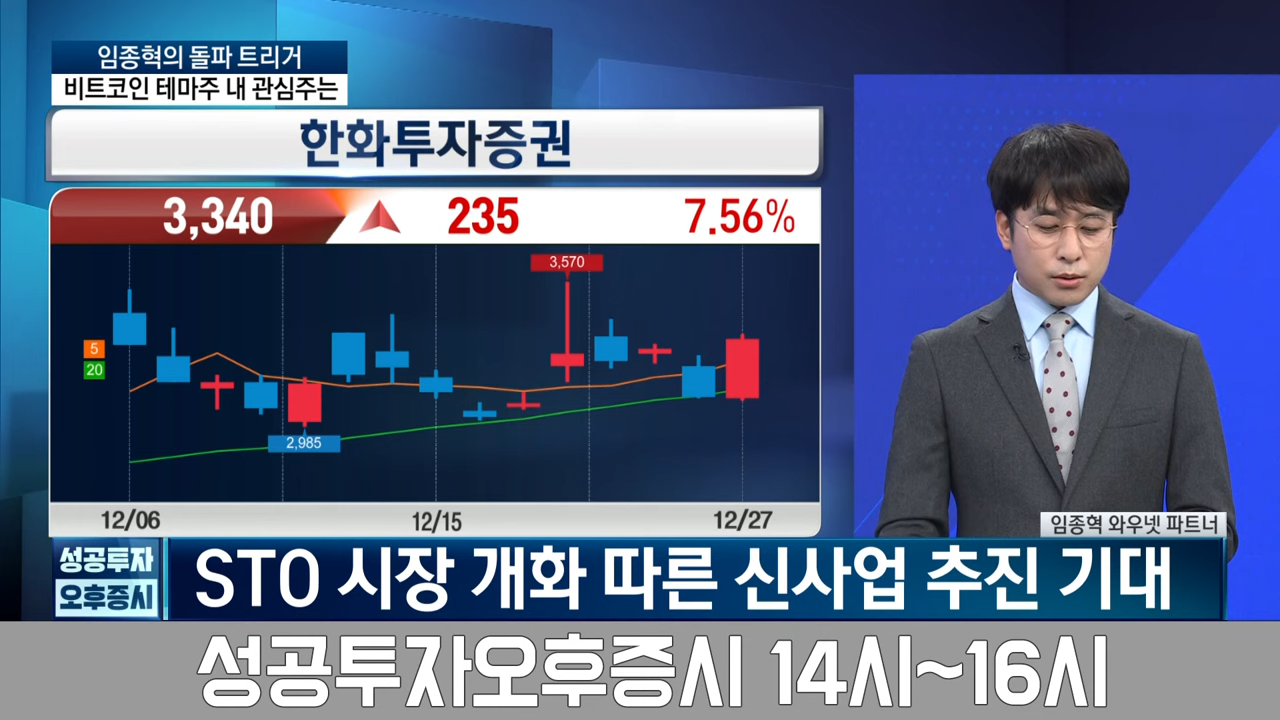 임종혁의 돌파 트리거
비트코인 테마주 내 관심주는
한화투자증권
3,340 235 7.56%
3,570
5
20
2,985
12/06 12/15 12/27
임종혁 와우넷 파트너
성공투자
오후증시
STO 시장 개화 따른 신사업 추진 기대
성공투자오후증시 14시~16시